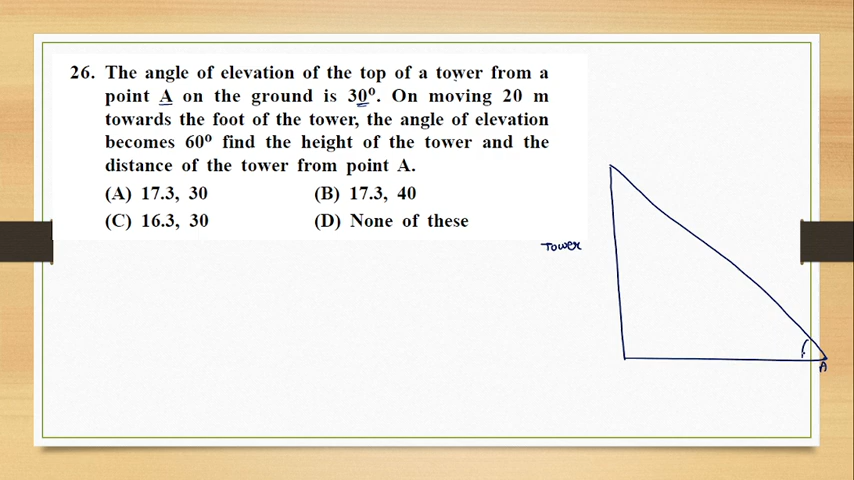 26. The angle of elevation of the top of a tower from a
point A on the ground is 30°. On moving 20 m
towards the foot of the tower, the angle of elevation
becomes 60° find the height of the tower and the
distance of the tower from point A.
(A) 17.3, 30 (B) 17.3, 40
(C) 16.3, 30 (D) None of these
Tower
A